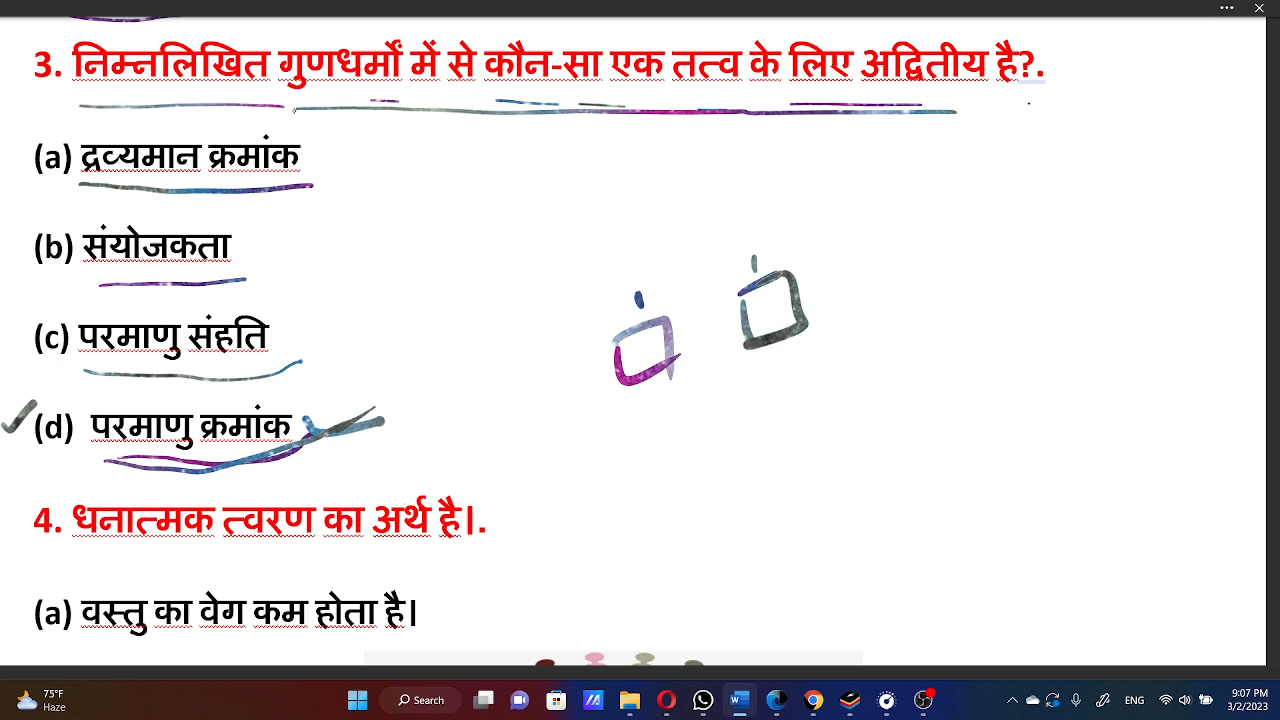 3. निम्नलिखित गुणधर्मों में से कौन-सा एक तत्व के लिए अद्वितीय है?.
(a) द्रव्यमान क्रमांक
(b) संयोजकता
(c) परमाणु संहति
(d) परमाणु क्रमांक
4. धनात्मक त्वरण का अर्थ है।.
(a) वस्तु का वेग कम होता है।
75°F
Haze
Search
ENG
9:07 PM
3/2/2023